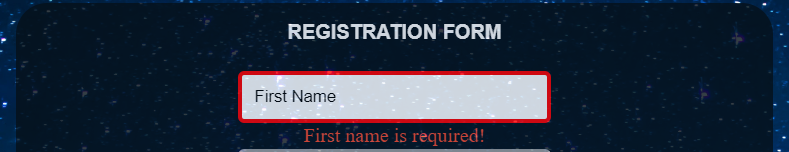 REGISTRATION FORM
First Name
First name is required!